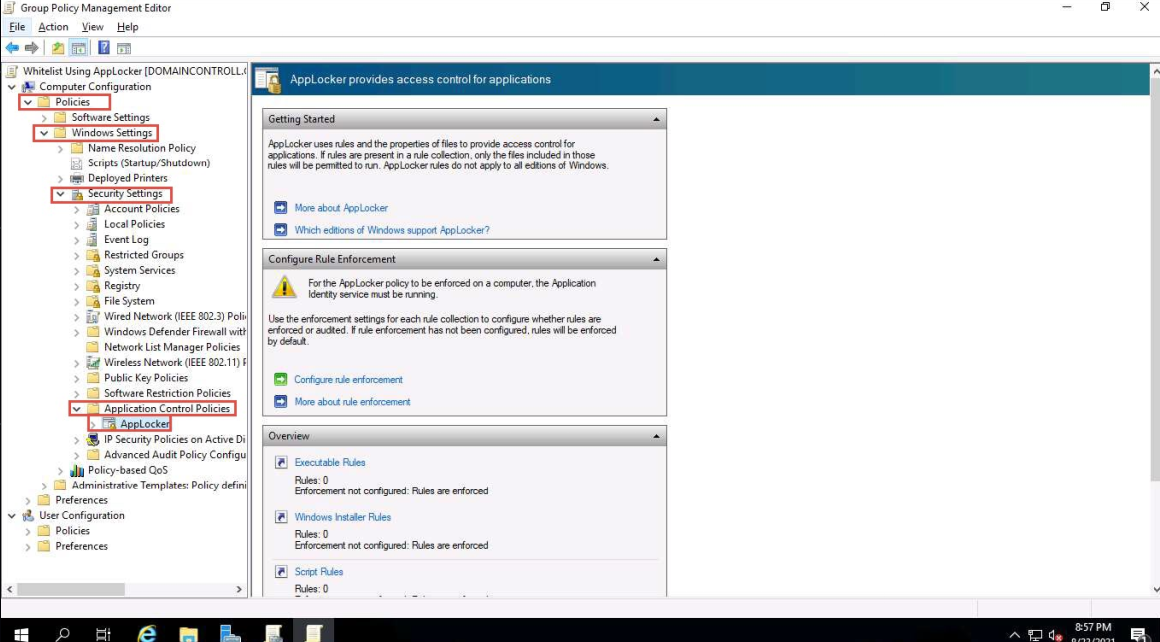 Group Policy Management Editor
File Action View Help
Whitelist Using AppLocker [DOMAINCONTROLL.
Computer Configuration
Policies
Software Settings
Windows Settings
Name Resolution Policy
Scripts (Startup/Shutdown)
Deployed Printers
Security Settings
Account Policies
Local Policies
Event Log
Restricted Groups
System Services
Registry
File System
Wired Network (IEEE 802.3) Poli
Windows Defender Firewall with
Network List Manager Policies
Wireless Network (IEEE 802.11) P
Public Key Policies
Software Restriction Policies
Application Control Policies
AppLocker
IP Security Policies on Active Di
Advanced Audit Policy Configu
Policy-based QoS
Administrative Templates: Policy defini
Preferences
User Configuration
Policies
Preferences
AppLocker provides access control for applications
Getting Started
AppLocker uses rules and the properties of files to provide access control for
applications. If rules are present in a rule collection, only the files included in those
rules will be permitted to run. AppLocker rules do not apply to all editions of Windows.
More about AppLocker
Which editions of Windows support AppLocker?
Configure Rule Enforcement
For the AppLocker policy to be enforced on a computer, the Application
Identity service must be running.
Use the enforcement settings for each rule collection to configure whether rules are
enforced or audited. If rule enforcement has not been configured, rules will be enforced
by default.
Configure rule enforcement
More about rule enforcement
Overview
Executable Rules
Rules: 0
Enforcement not configured: Rules are enforced
Windows Installer Rules
Rules: 0
Enforcement not configured: Rules are enforced
Script Rules
Rules: 0
8:57 PM
8/23/2021